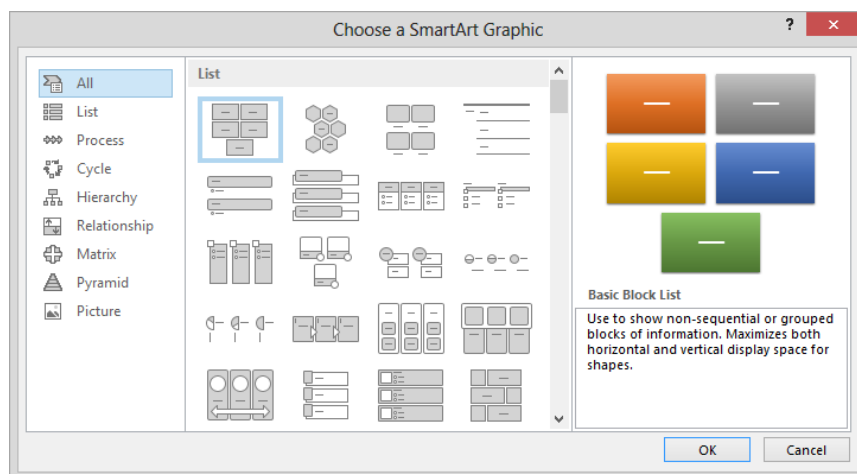 Choose a SmartArt Graphic
?
All
List
Process
Cycle
Hierarchy
Relationship
Matrix
Pyramid
Picture
List
Basic Block List
Use to show non-sequential or grouped
blocks of information. Maximizes both
horizontal and vertical display space for
shapes.
OK
Cancel